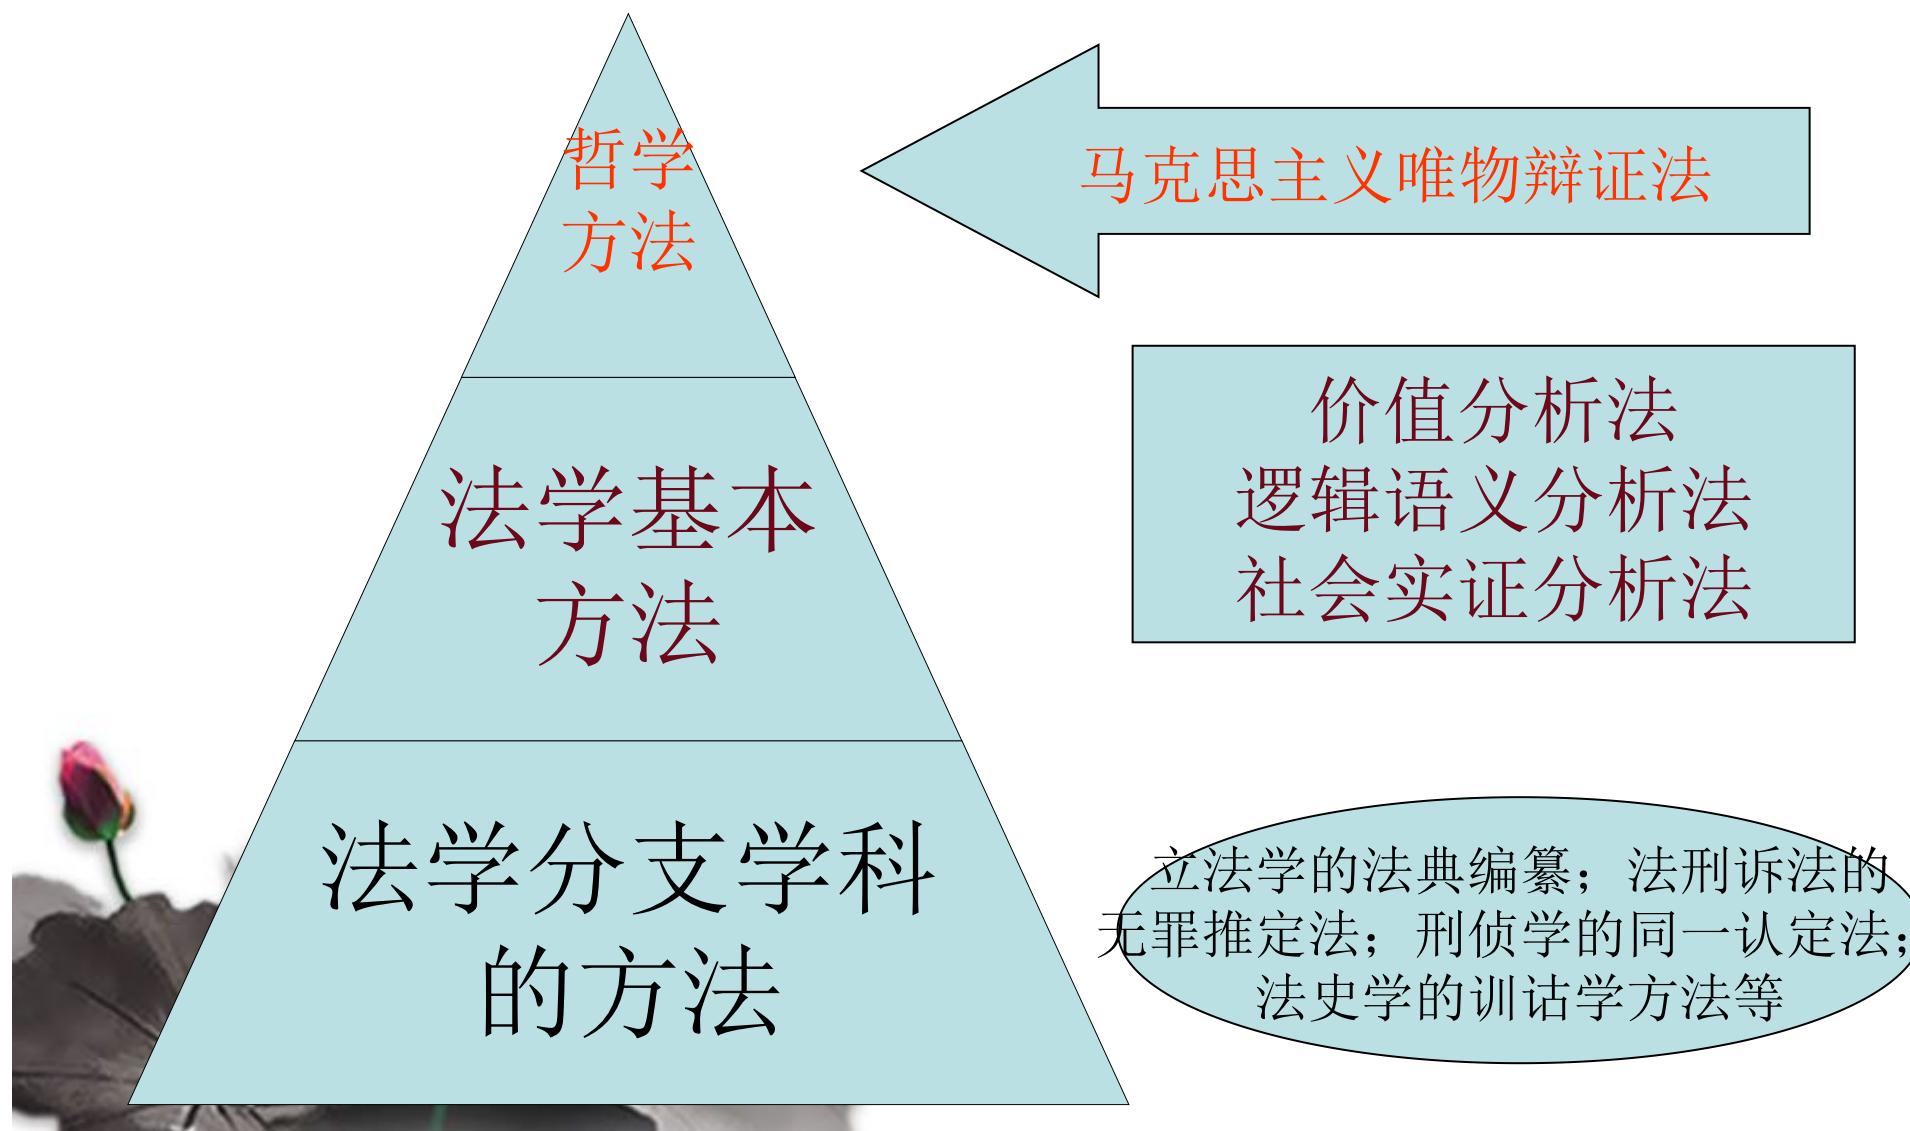 哲学
方法
马克思主义唯物辩证法
法学基本
方法
价值分析法
逻辑语义分析法
社会实证分析法
法学分支学科
的方法
立法学的法典编纂；法刑诉法的
无罪推定法；刑侦学的同一认定法；
法史学的训诂学方法等